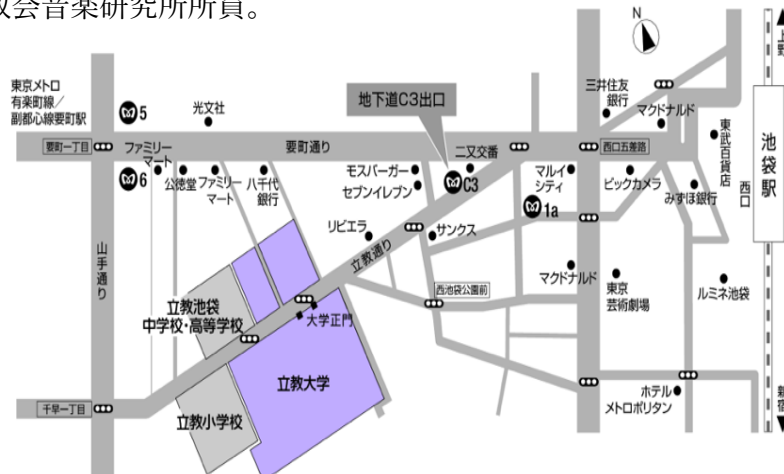 教会音楽研究所所員。
N
上野
東京メトロ
有楽町線/
副都心線要町駅
5
光文社
地下道C3出口
三井住友
銀行
マクドナルド
東武百貨店
池袋駅
西口
要町一丁目
ファミリー
マート
要町通り
二又交番
西口五差路
6
公徳堂
ファミリー
マート
八千代
銀行
モスバーガー
セブンイレブン
C3
マルイ
シティ
1a
ビックカメラ
みずほ銀行
リビエラ
サンクス
立教通り
山手通り
西池袋公園前
マクドナルド
東京
芸術劇場
ルミネ池袋
立教池袋
中学校・高等学校
大学正門
立教大学
立教小学校
千早一丁目
ホテル
メトロポリタン
新宿